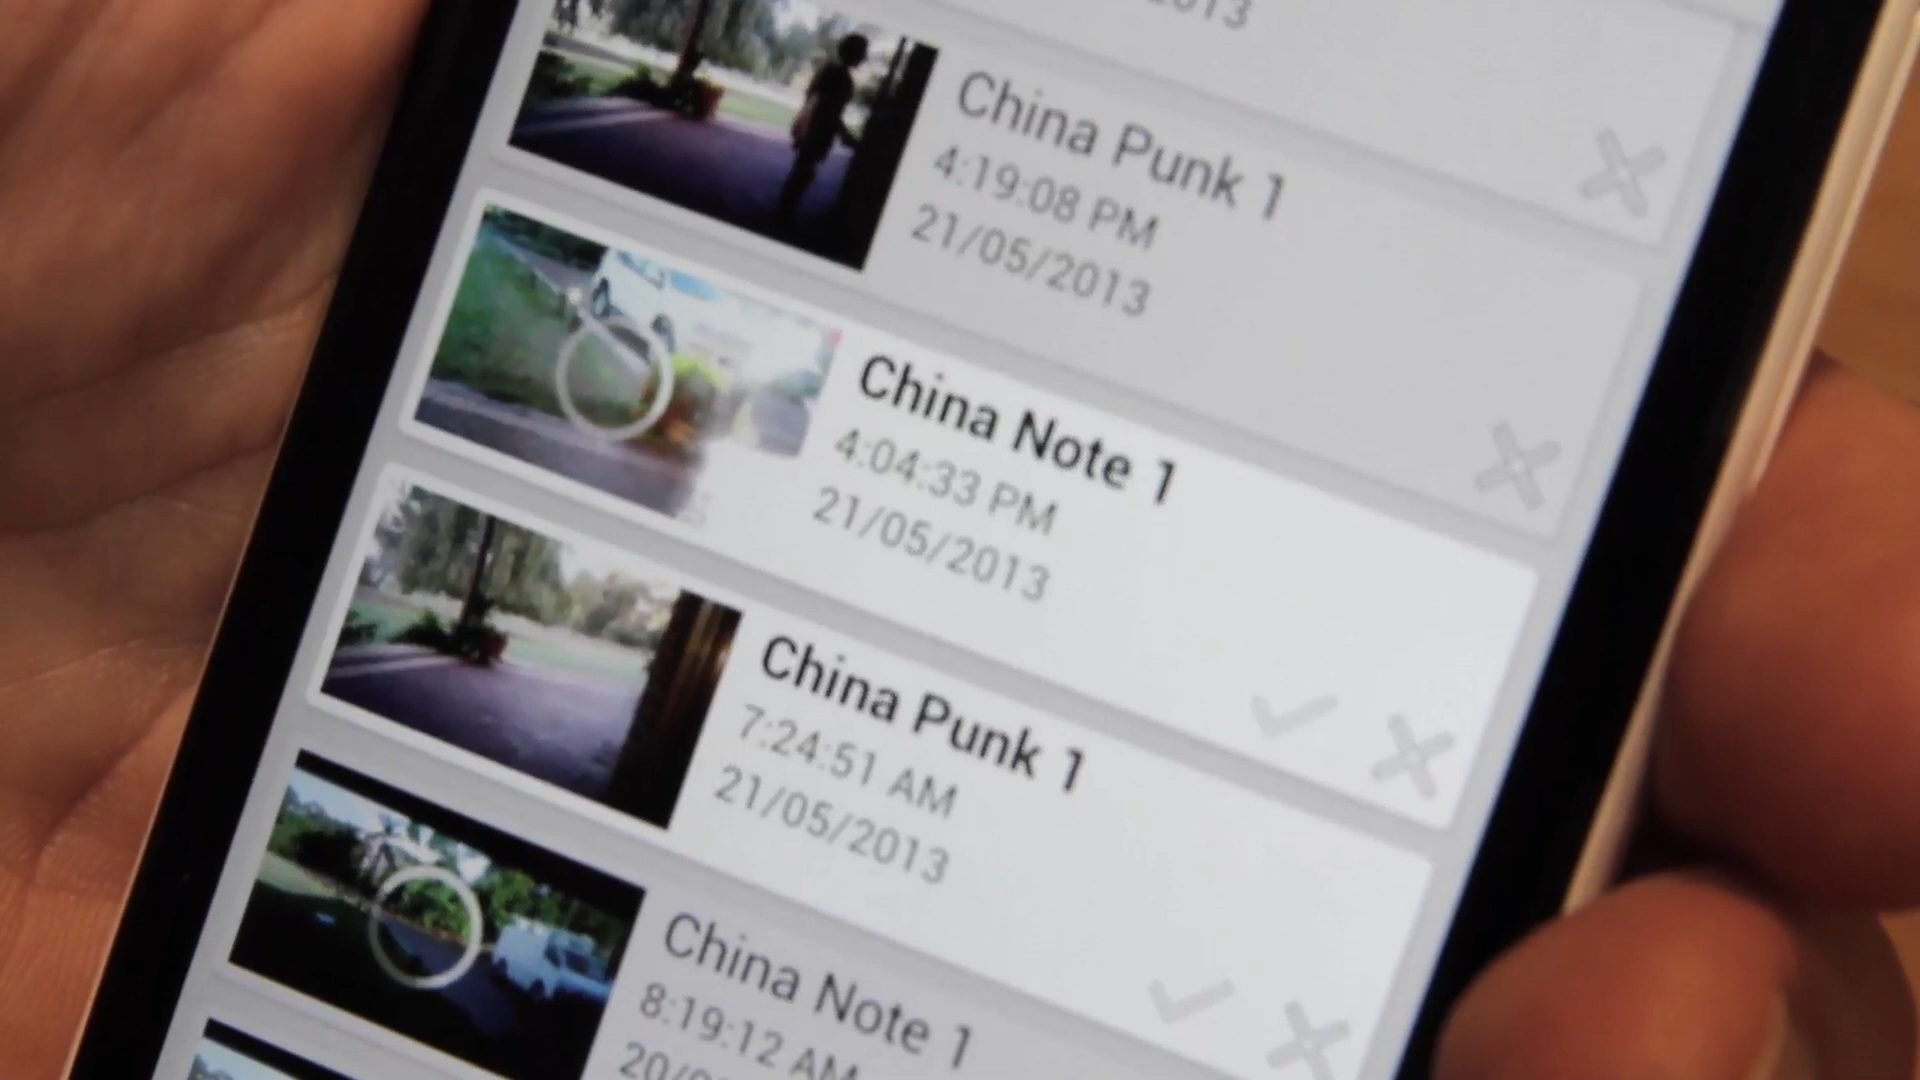 China Punk 1
4:19:08 PM
21/05/2013
China Note 1
4:04:33 PM
21/05/2013
China Punk 1
7:24:51 AM
21/05/2013
China Note 1
8:19:12 AM